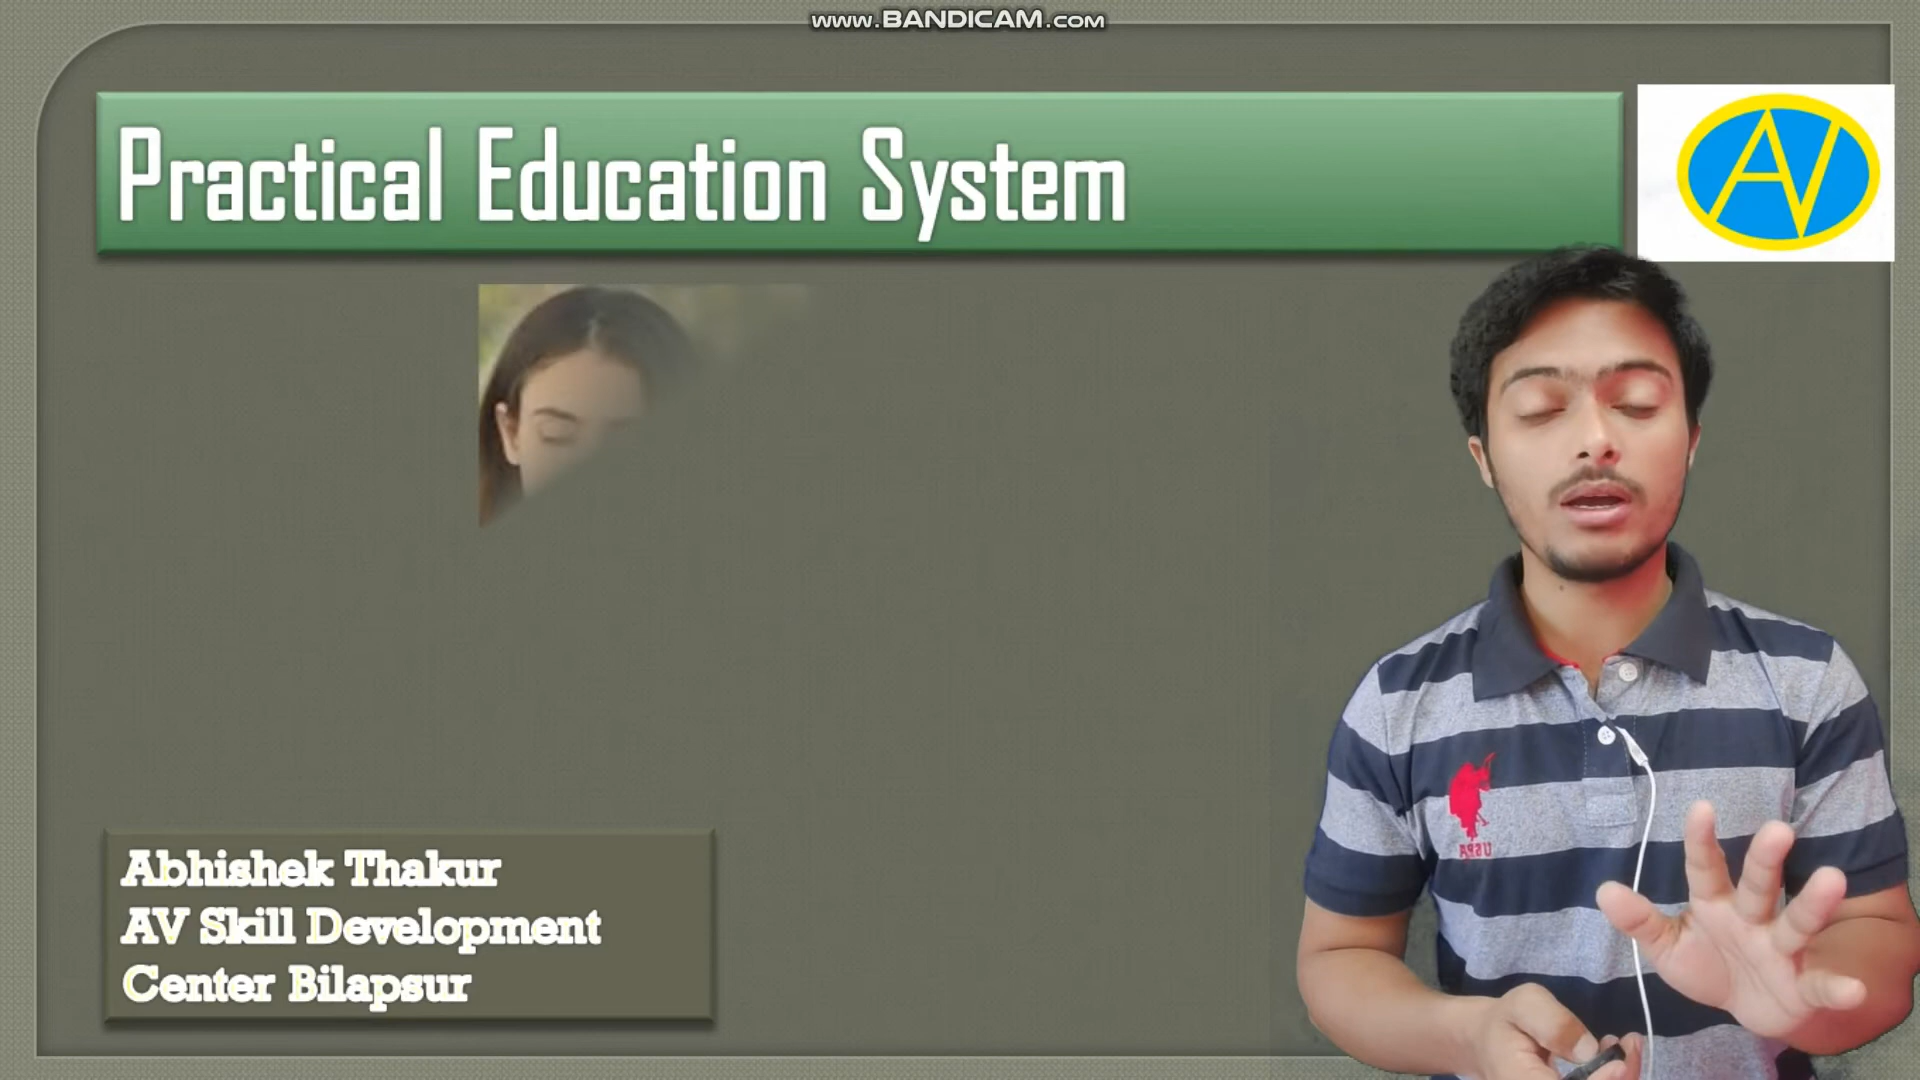 www.BANDICAM.com
Practical Education System
AV
Abhishek Thakur
AV Skill Development
Center Bilapsur
USPA